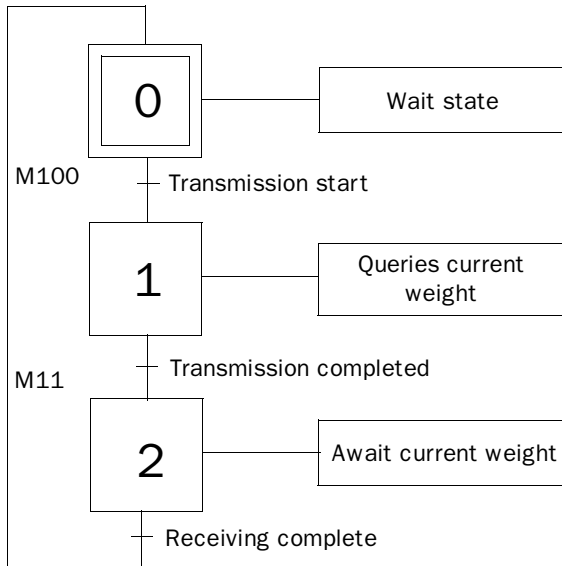 0
Wait state
M100
Transmission start
1
Queries current
weight
Transmission completed
M11
2
Await current weight
Receiving complete